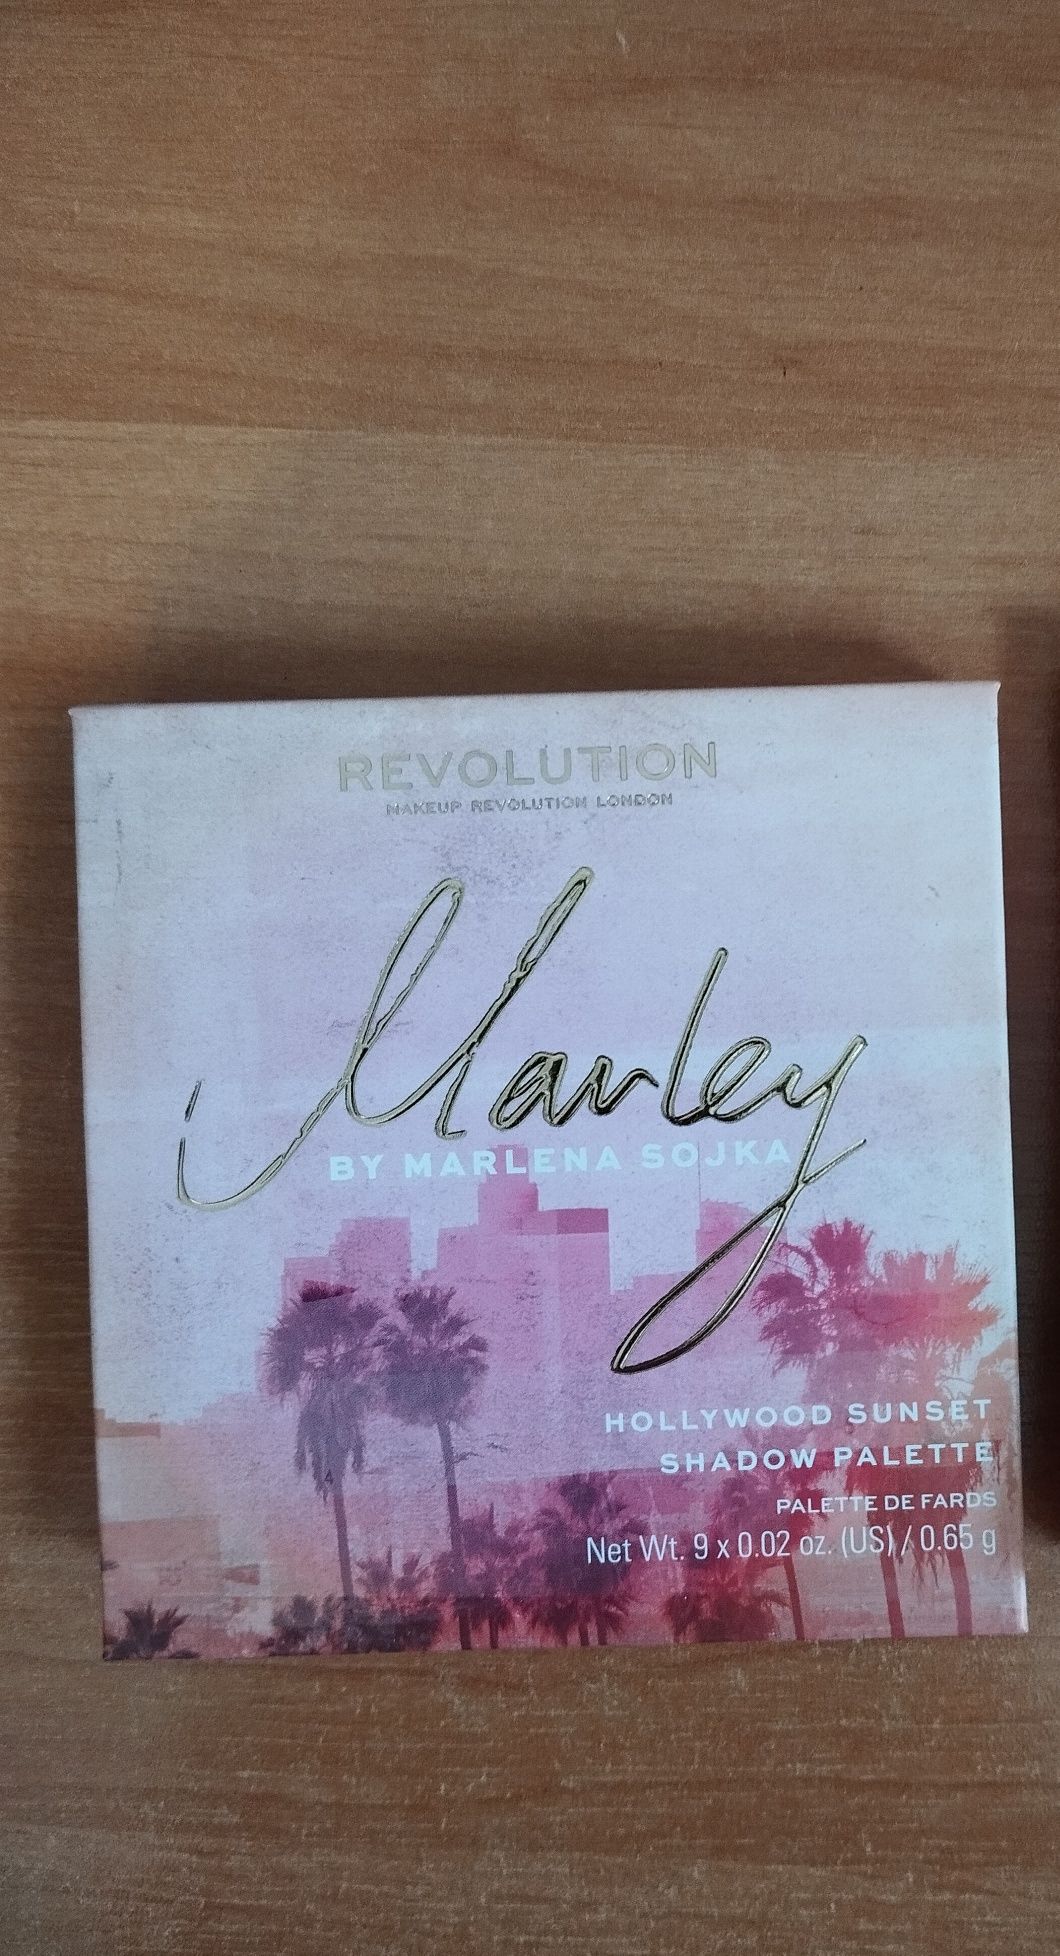 REVOLUTION
MAKEUP REVOLUTION LONDON
Marley
BY MARLENA SOJKA
HOLLYWOOD SUNSET
SHADOW PALETTE
PALETTE DE FARDS
Net Wt. 9 x 0.02 oz. (US) / 0.65 g